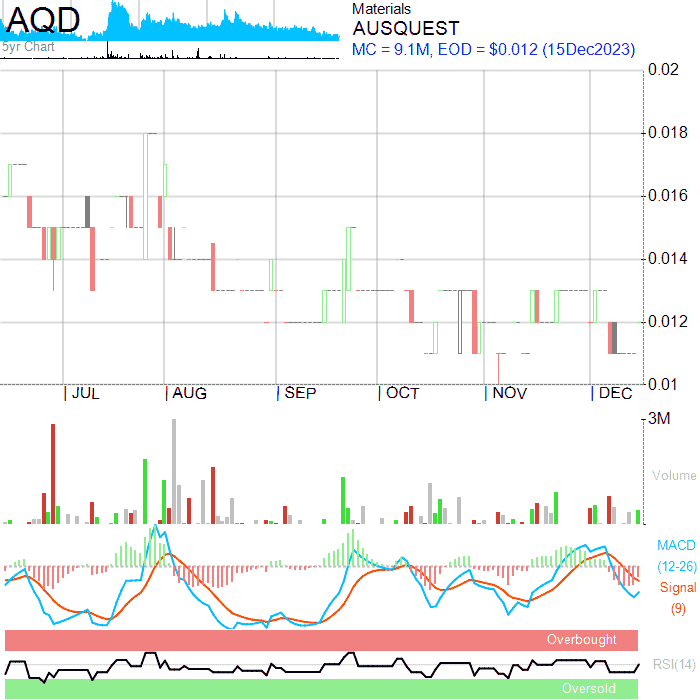 AQD
5yr Chart
Materials
AUSQUEST
MC = 9.1M, EOD = $0.012 (15Dec2023)
0.02
0.018
0.016
0.014
0.012
0.01
JUL AUG SEP OCT NOV DEC
3M
Volume
MACD
(12-26)
Signal
(9)
Overbought
RSI(14)
Oversold